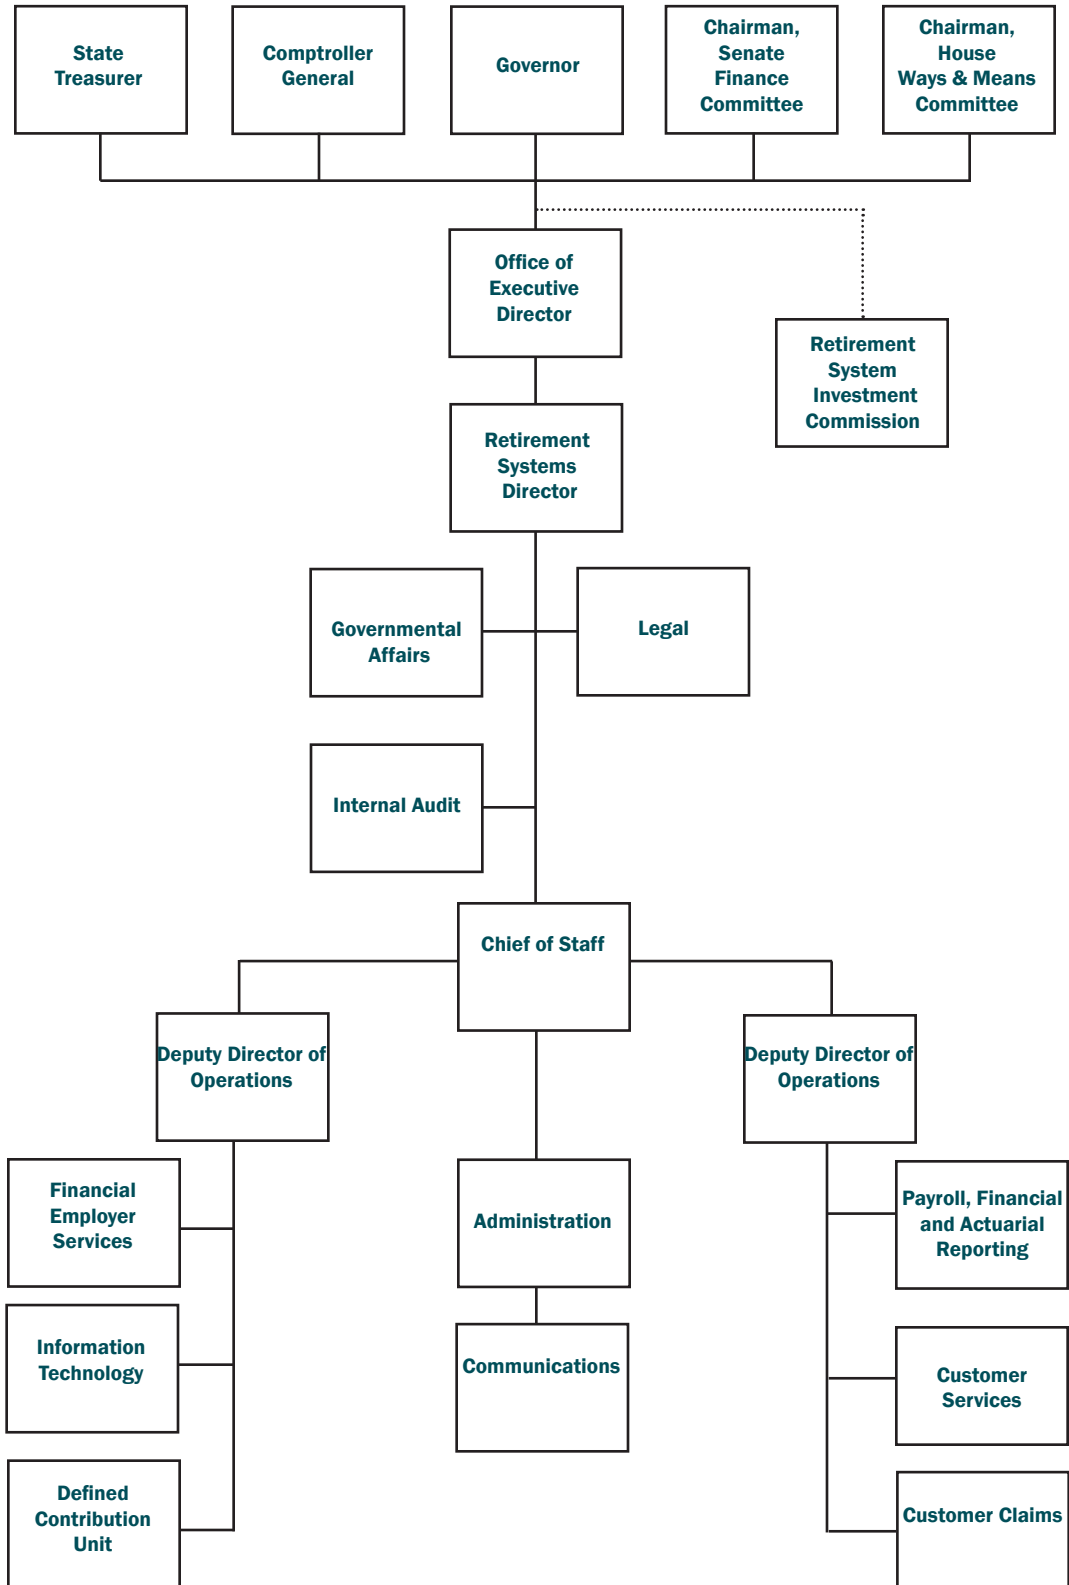 State
Treasurer
Comptroller
General
Governor
Chairman,
Senate
Finance
Committee
Chairman,
House
Ways & Means
Committee
Office of
Executive
Director
Retirement
System
Investment
Commission
Retirement
Systems
Director
Governmental
Affairs
Legal
Internal Audit
Chief of Staff
Deputy Director of
Operations
Deputy Director of
Operations
Financial
Employer
Services
Administration
Payroll, Financial
and Actuarial
Reporting
Information
Technology
Communications
Customer
Services
Defined
Contribution
Unit
Customer Claims